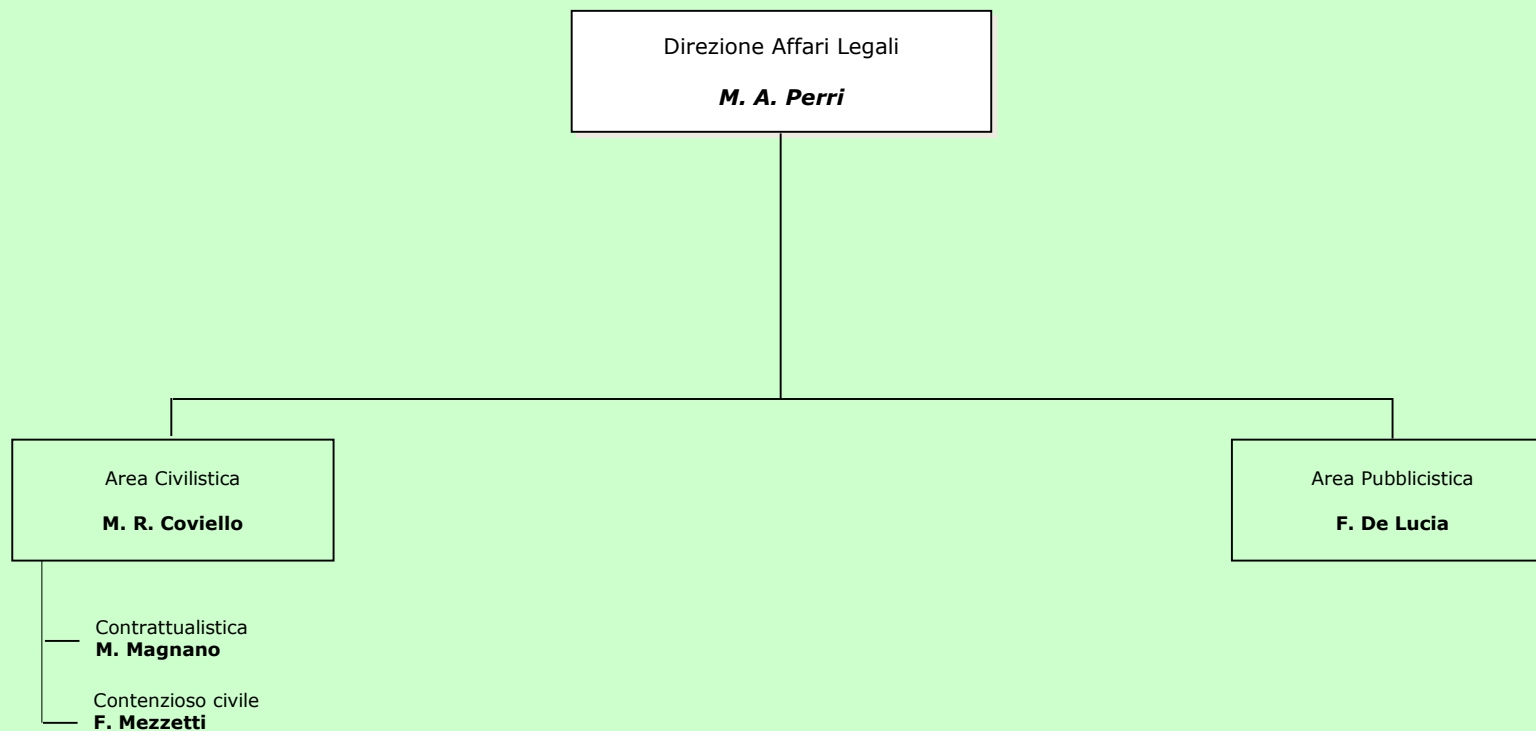 Direzione Affari Legali
M. A. Perri
Area Civilistica
M. R. Coviello
Area Pubblicistica
F. De Lucia
Contrattualistica
M. Magnano
Contenzioso civile
F. Mezzetti